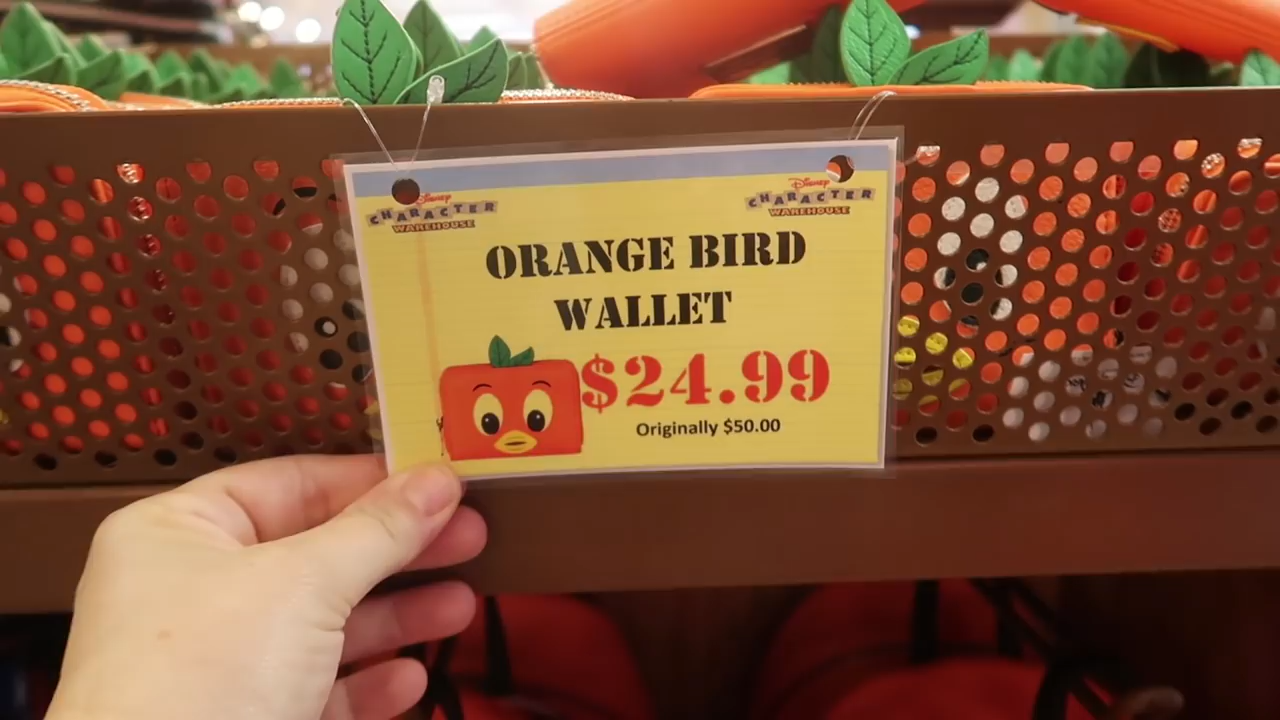 Disney
CHARACTER
WAREHOUSE
Disney
CHARACTER
WAREHOUSE
ORANGE BIRD
WALLET
$24.99
Originally $50.00